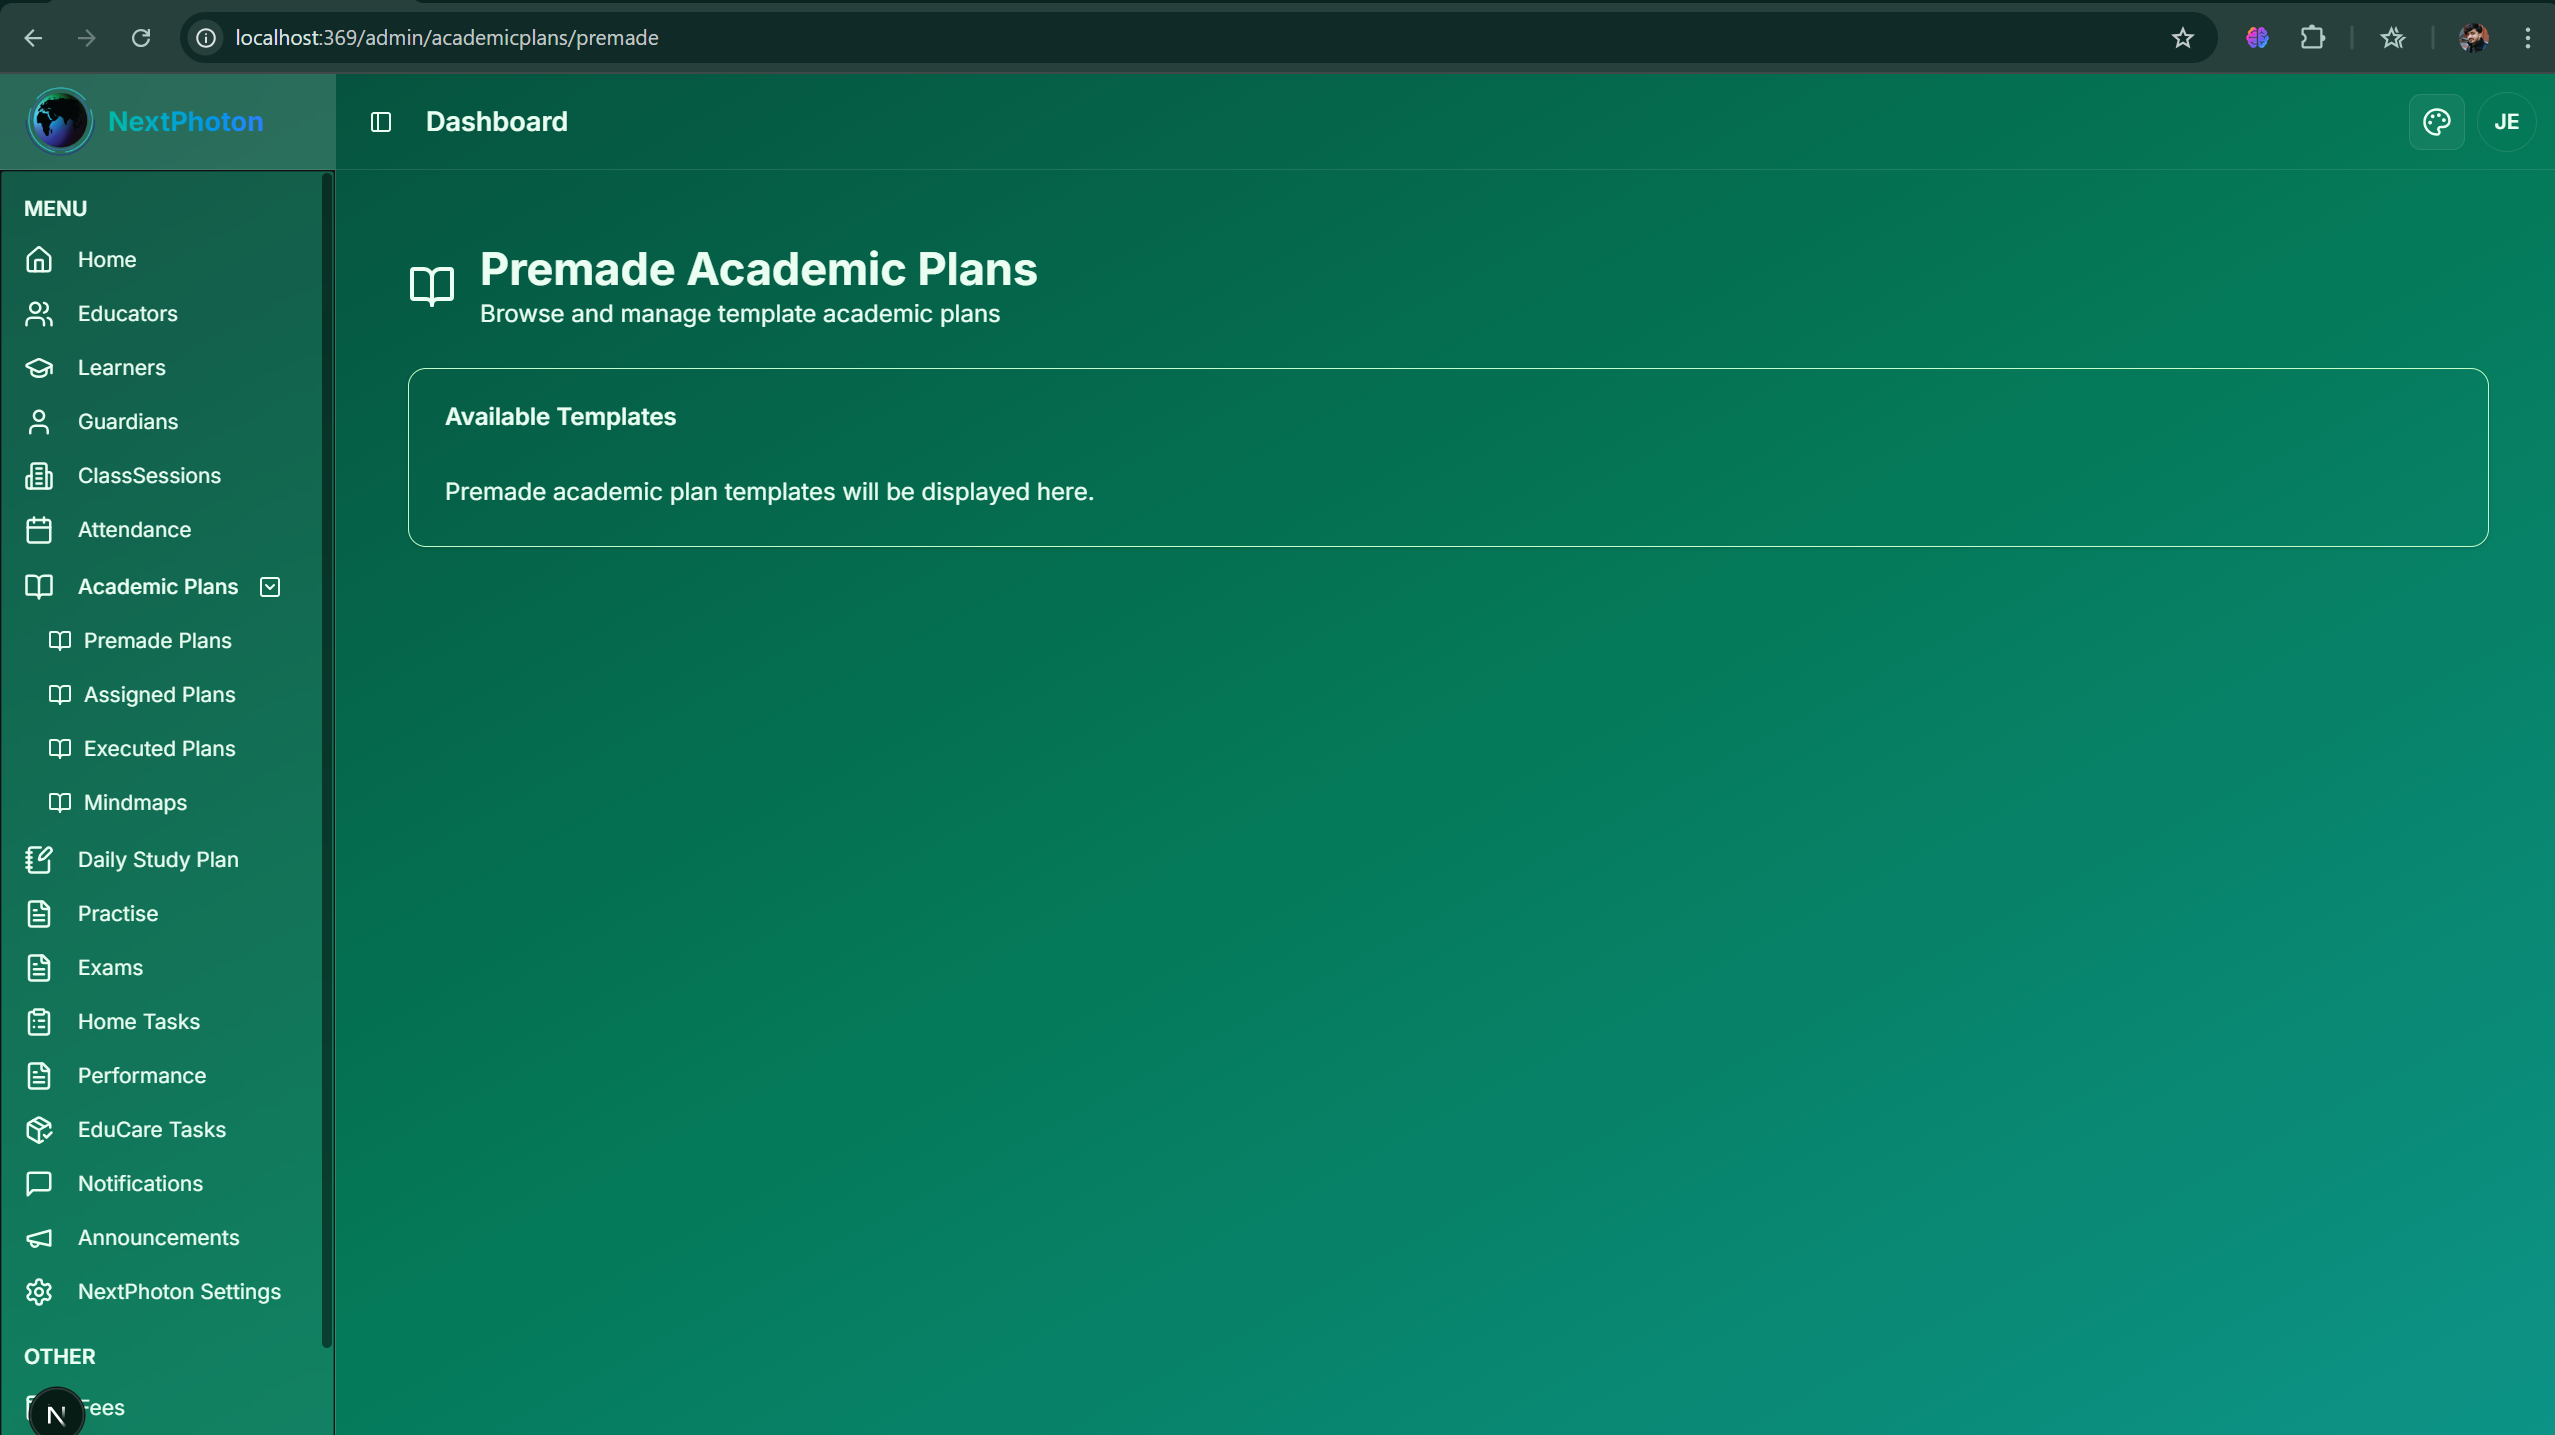 localhost:369/admin/academicplans/premade
NextPhoton
Dashboard
JE
MENU
Home
Educators
Learners
Guardians
ClassSessions
Attendance
Academic Plans
Premade Plans
Assigned Plans
Executed Plans
Mindmaps
Daily Study Plan
Practise
Exams
Home Tasks
Performance
EduCare Tasks
Notifications
Announcements
NextPhoton Settings
OTHER
Fees
N
Premade Academic Plans
Browse and manage template academic plans
Available Templates
Premade academic plan templates will be displayed here.